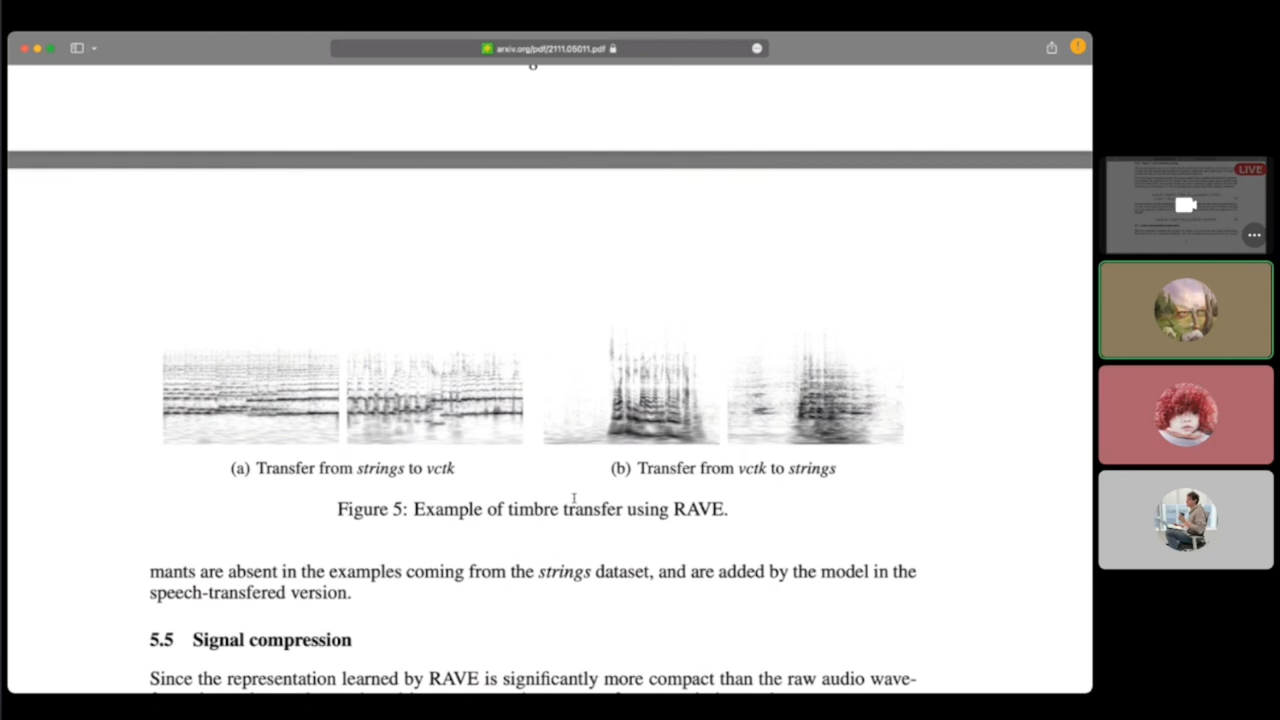 arxiv.org/pdf/2111.05011.pdf
LIVE
(a) Transfer from strings to vctk
(b) Transfer from vctk to strings
Figure 5: Example of timbre transfer using RAVE.
mants are absent in the examples coming from the strings dataset, and are added by the model in the
speech-transfered version.
5.5 Signal compression
Since the representation learned by RAVE is significantly more compact than the raw audio wave-